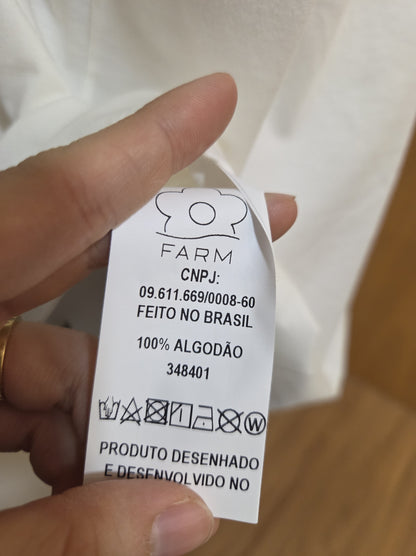 FARM
CNPJ:
09.611.669/0008-60
FEITO NO BRASIL
100% ALGODÃO
348401
W
PRODUTO DESENHADO
E DESENVOLVIDO NO